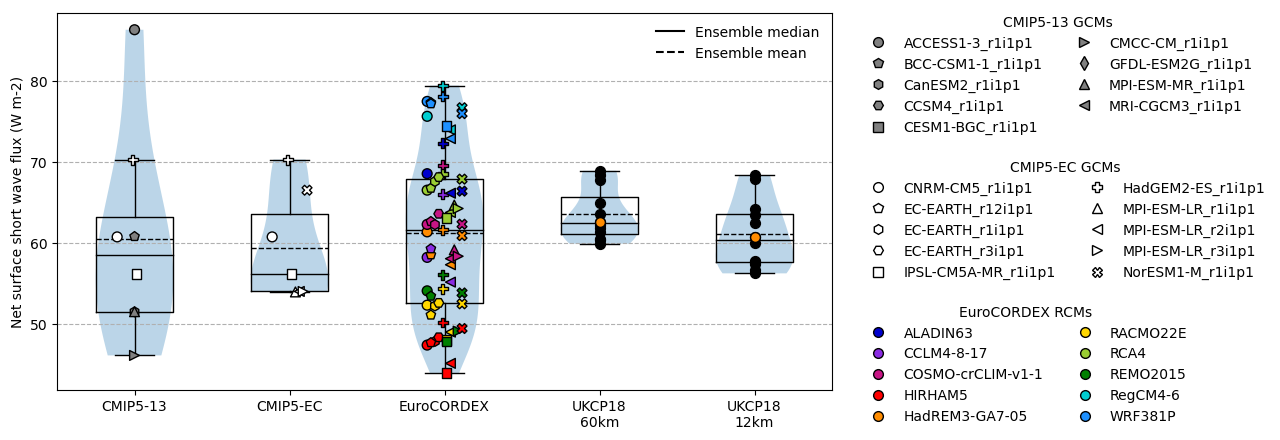 Net surface short wave flux (W m-2)
80
70
60
50
Ensemble median
Ensemble mean
CMIP5-13
CMIP5-EC
EuroCORDEX
UKCP18
60km
UKCP18
12km
CMIP5-13 GCMs
ACCESS1-3_r1i1p1
BCC-CSM1-1_r1i1p1
CanESM2_r1i1p1
CCSM4_r1i1p1
CESM1-BGC_r1i1p1
CMCC-CM_r1i1p1
GFDL-ESM2G_r1i1p1
MPI-ESM-MR_r1i1p1
MRI-CGCM3_r1i1p1
CMIP5-EC GCMs
CNRM-CM5_r1i1p1
EC-EARTH_r12i1p1
EC-EARTH_r1i1p1
EC-EARTH_r3i1p1
IPSL-CM5A-MR_r1i1p1
HadGEM2-ES_r1i1p1
MPI-ESM-LR_r1i1p1
MPI-ESM-LR_r2i1p1
MPI-ESM-LR_r3i1p1
NorESM1-M_r1i1p1
EuroCORDEX RCMs
ALADIN63
CCLM4-8-17
COSMO-crCLIM-v1-1
HIRHAM5
HadREM3-GA7-05
RACMO22E
RCA4
REMO2015
RegCM4-6
WRF381P